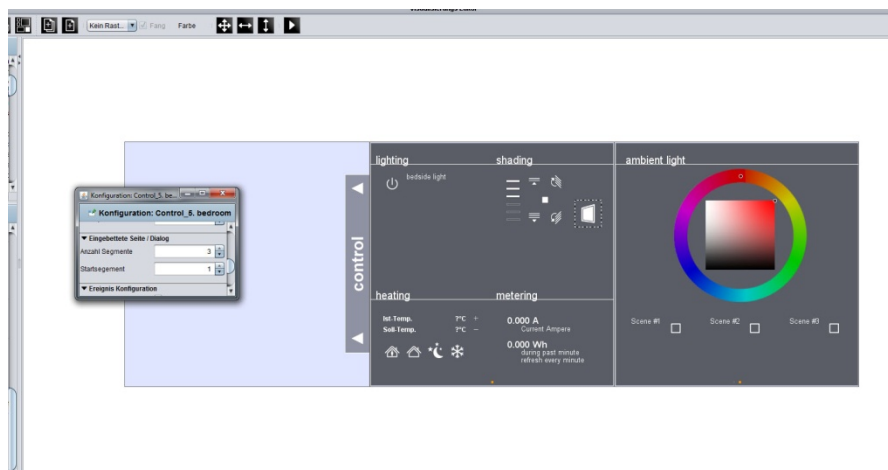 Visualisierungs Editor
Kein Rast...
Fang
Farbe
Konfiguration: Control_5. be...
Konfiguration: Control_5. bedroom
Eingebettete Seite / Dialog
Anzahl Segmente 3
Startsegement 1
Ereignis Konfiguration
control
lighting
bedside light
shading
heating
Ist-Temp. ?°C +
Soll-Temp. ?°C −
metering
0.000 A
Current Ampere
0.000 Wh
during past minute
refresh every minute
ambient light
Scene #1
Scene #2
Scene #3